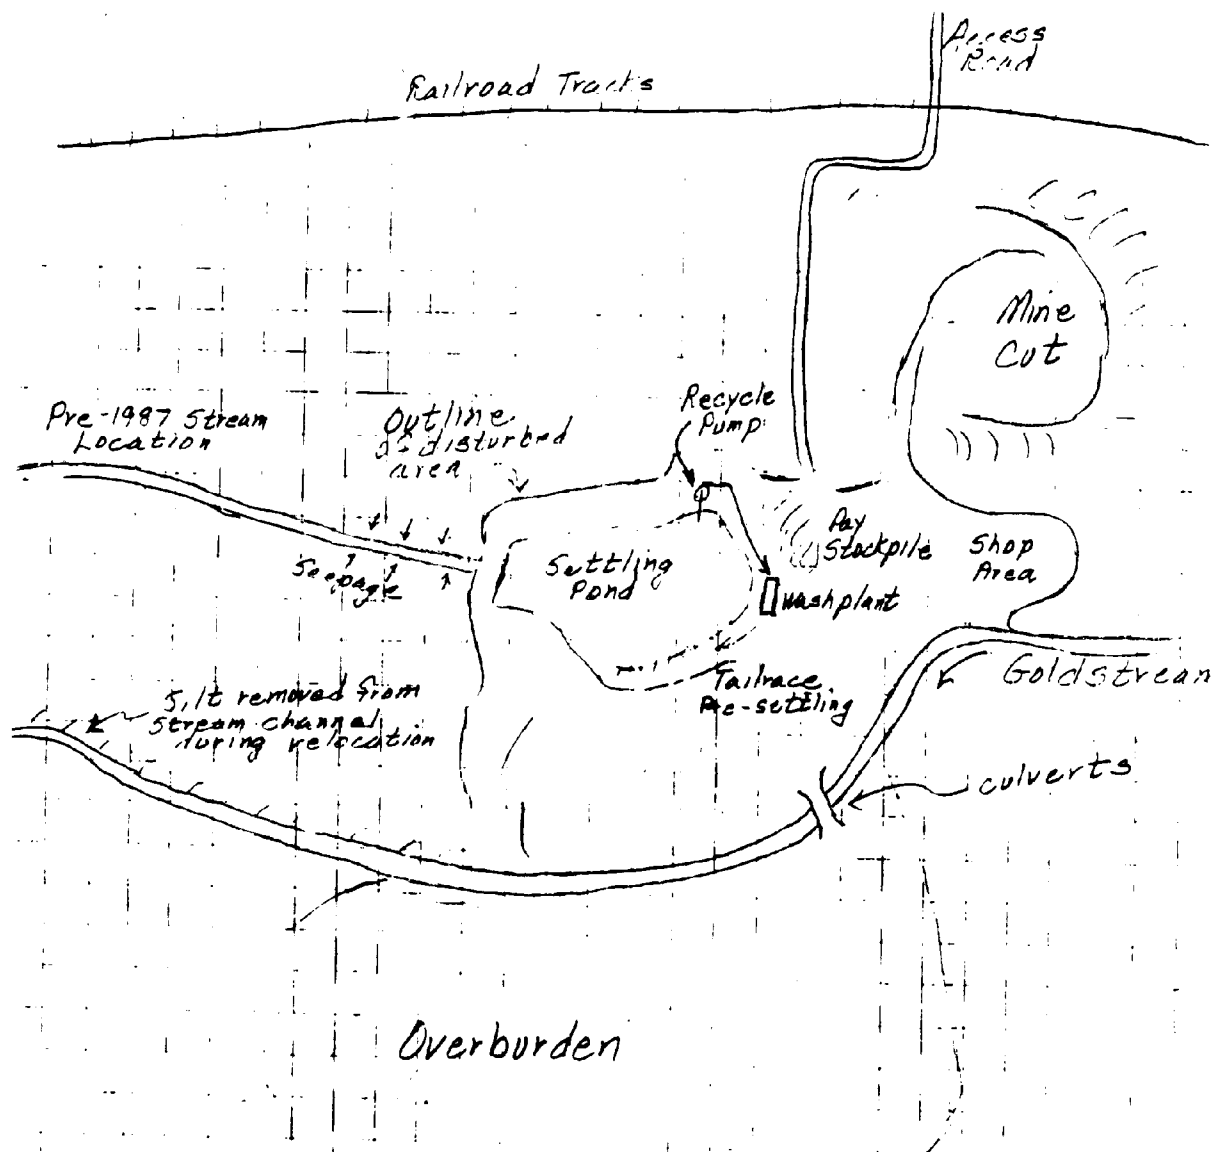 Access
Road
Railroad Tracks
Mine
Cut
Recycle
Pump
Pre-1987 Stream
Location
Outline
of disturbed
area
Pay
Stockpile
Shop
Area
Settling
Pond
Seepage
Washplant
Goldstream
Tailrace
Pre-settling
Silt removed from
Stream channel
during relocation
culverts
Overburden